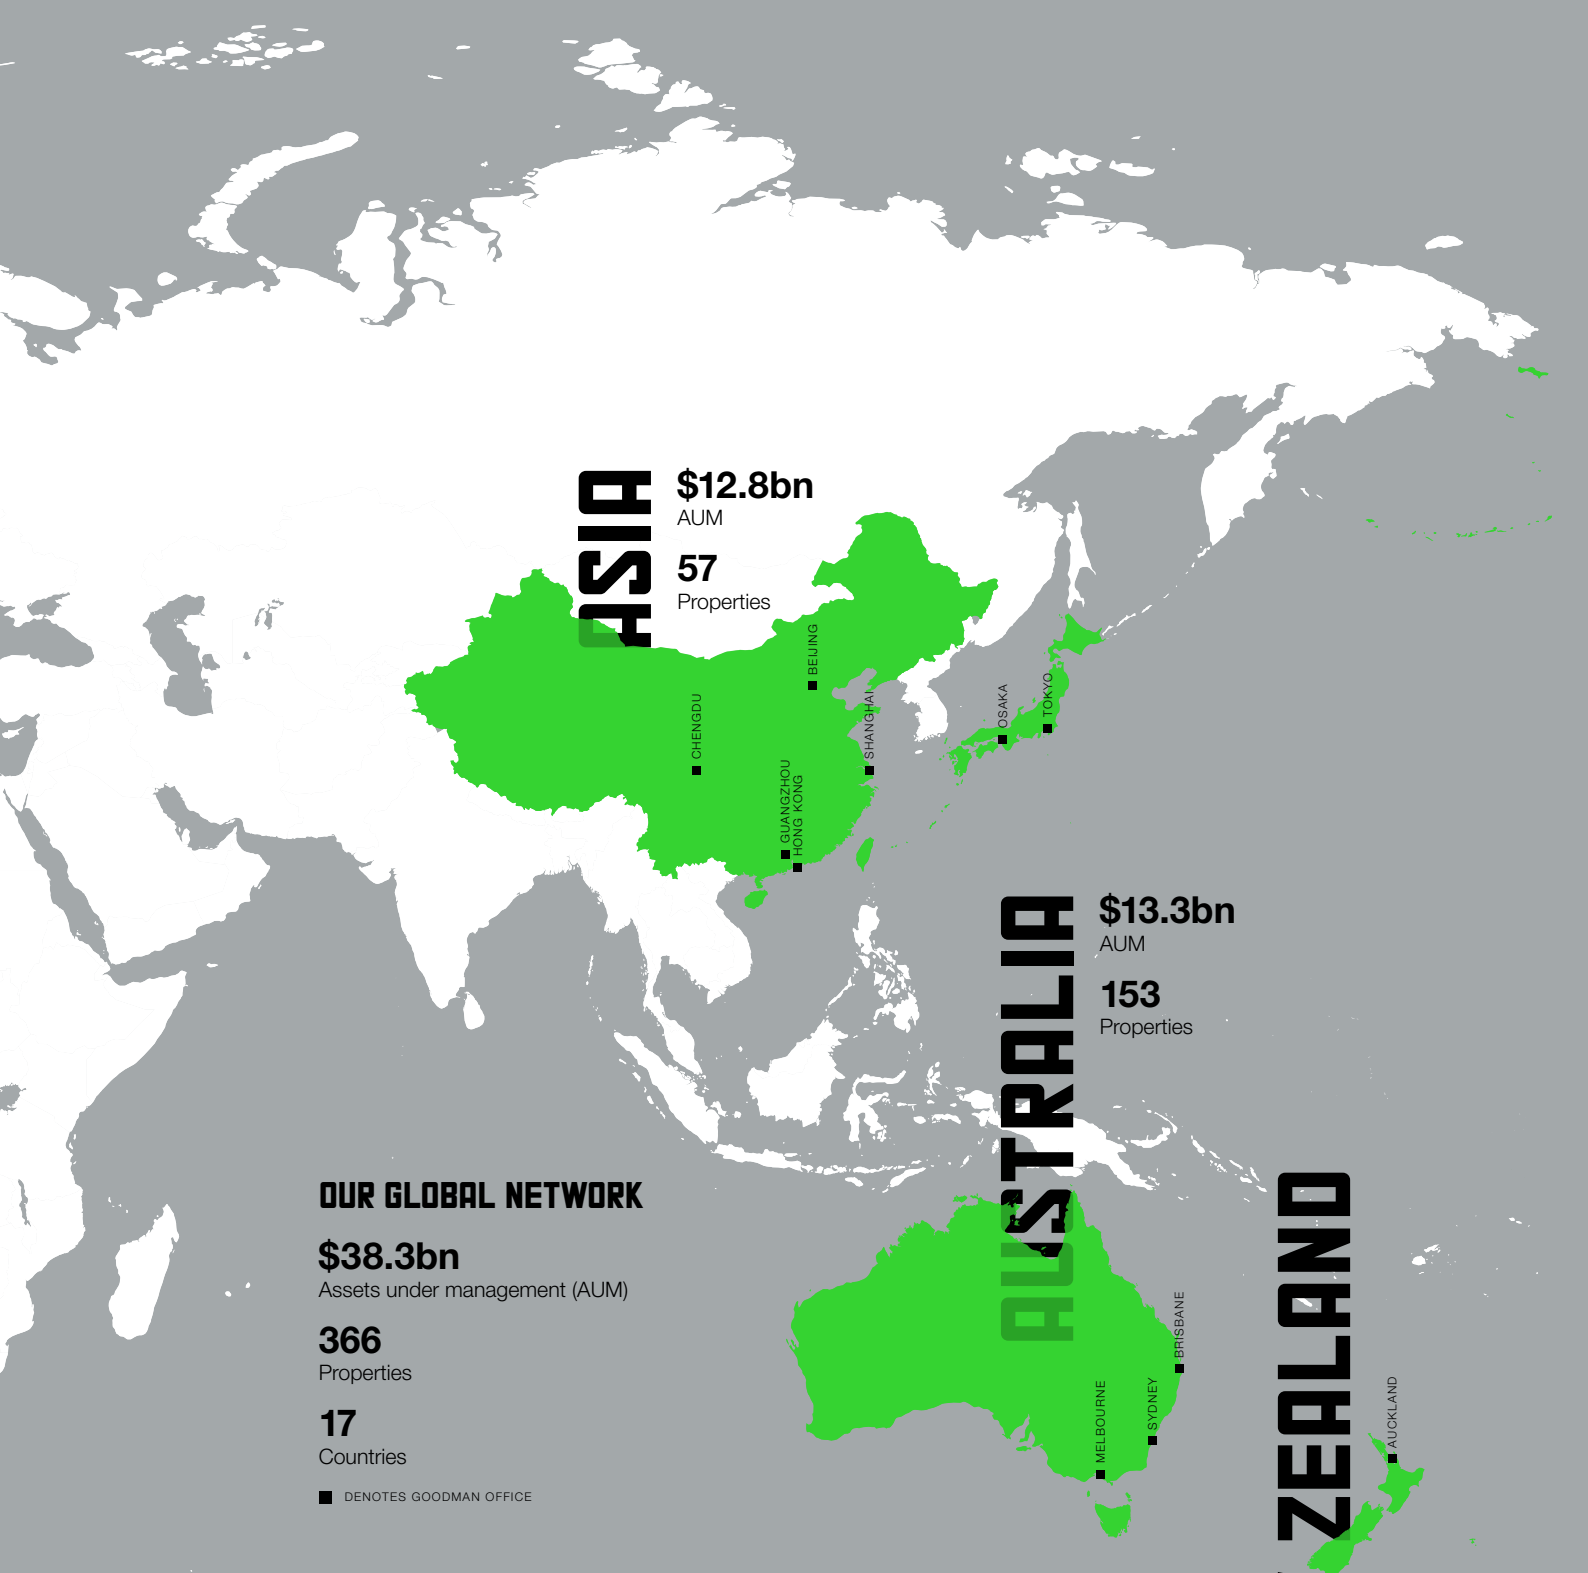 ASIA
$12.8bn
AUM
57
Properties
BEIJING
CHENGDU
SHANGHAI
GUANGZHOU
HONG KONG
OSAKA
TOKYO
AUSTRALIA
$13.3bn
AUM
153
Properties
BRISBANE
SYDNEY
MELBOURNE
ZEALAND
AUCKLAND
OUR GLOBAL NETWORK
$38.3bn
Assets under management (AUM)
366
Properties
17
Countries
DENOTES GOODMAN OFFICE